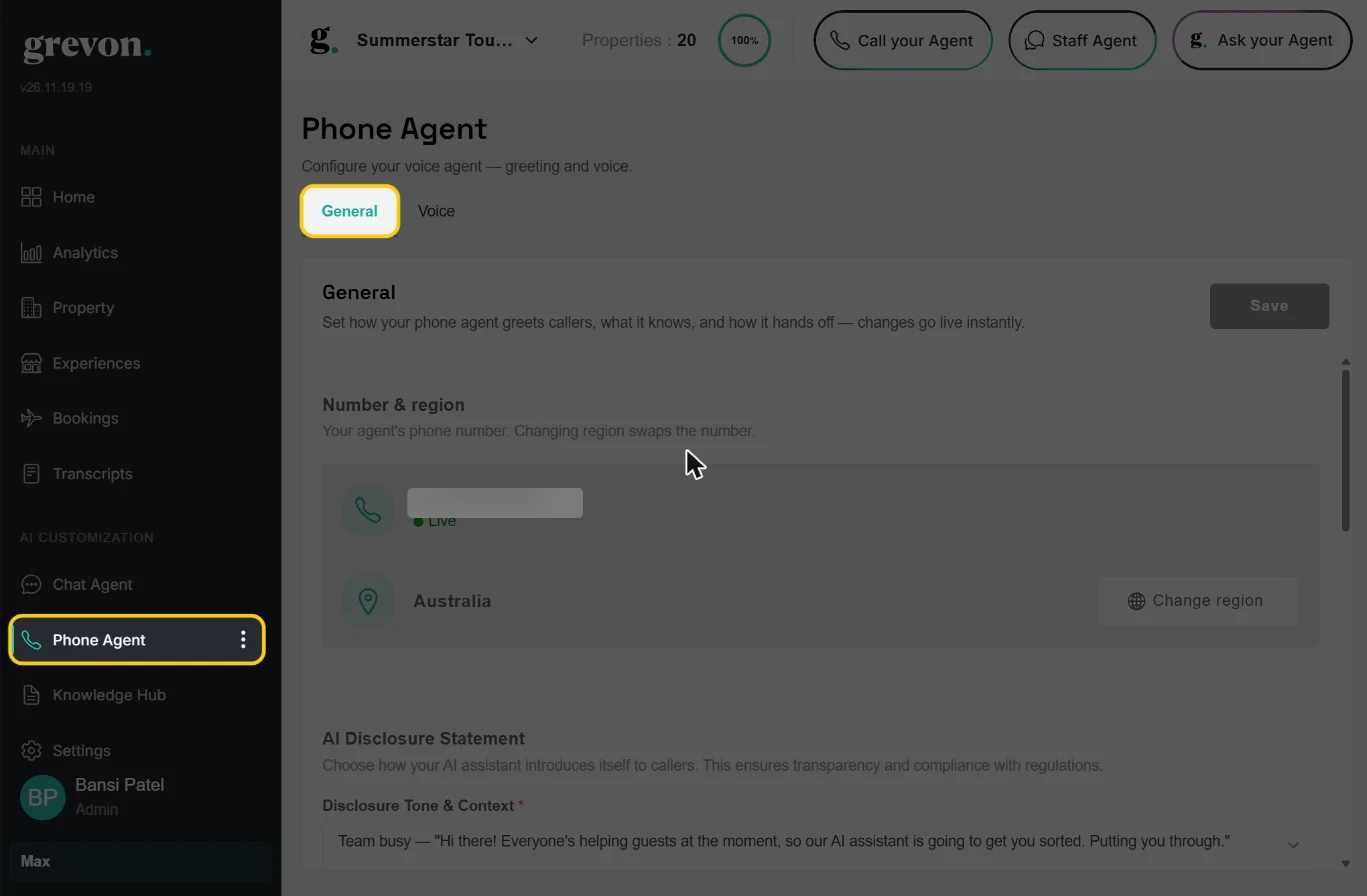 grevon.
v26.11.19.19
MAIN
Home
Analytics
Property
Experiences
Bookings
Transcripts
AI CUSTOMIZATION
Chat Agent
Phone Agent
Knowledge Hub
Settings
BP
Bansi Patel
Admin
Max
g. Summerstar Tou...
Properties : 20
100%
Call your Agent
Staff Agent
g. Ask your Agent
Phone Agent
Configure your voice agent — greeting and voice.
General
Voice
General
Save
Set how your phone agent greets callers, what it knows, and how it hands off — changes go live instantly.
Number & region
Your agent's phone number. Changing region swaps the number.
Live
Australia
Change region
AI Disclosure Statement
Choose how your AI assistant introduces itself to callers. This ensures transparency and compliance with regulations.
Disclosure Tone & Context *
Team busy — "Hi there! Everyone's helping guests at the moment, so our AI assistant is going to get you sorted. Putting you through."